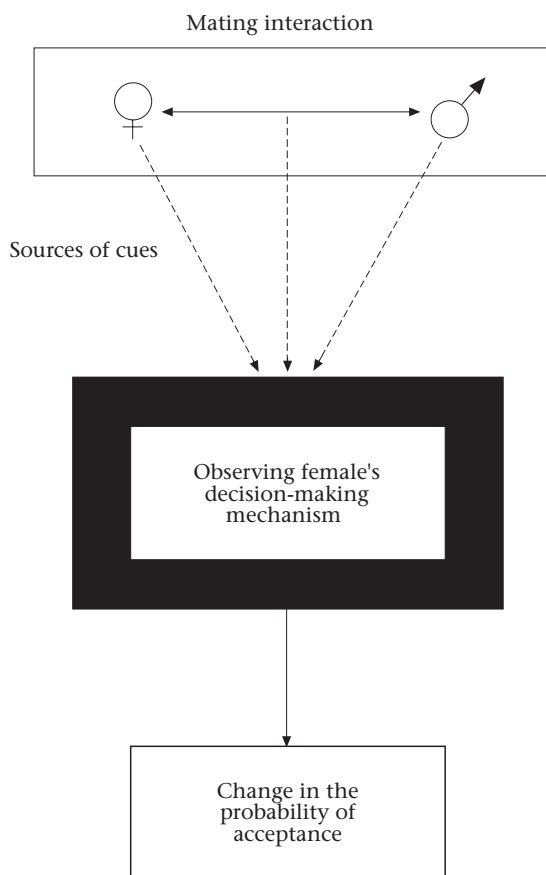 Mating interaction
Sources of cues
Observing female's
decision-making
mechanism
Change in the
probability of
acceptance